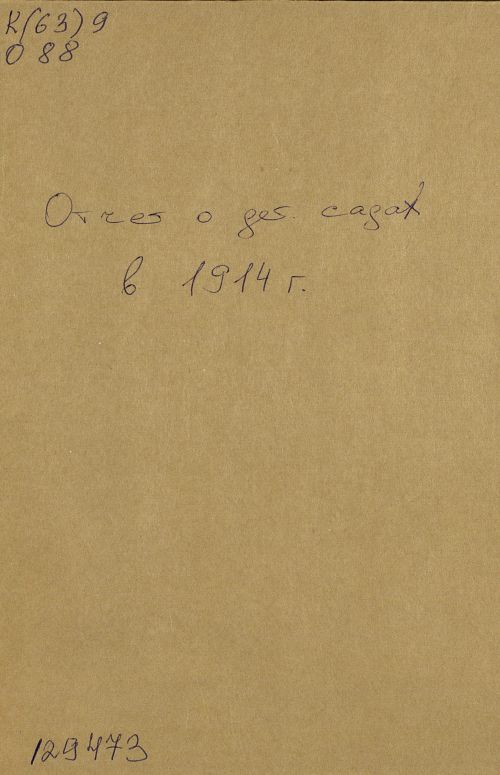 К(63)9
О 88
Отчет о дет. садах
в 1914 г.
129473